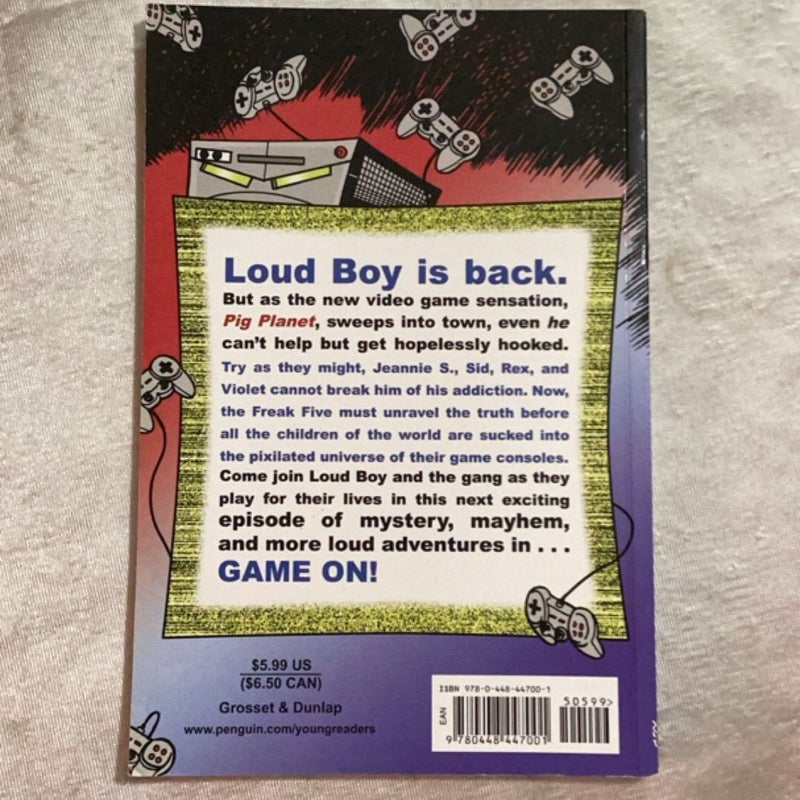 Loud Boy is back.
But as the new video game sensation,
Pig Planet, sweeps into town, even he
can't help but get hopelessly hooked.
Try as they might, Jeannie S., Sid, Rex, and
Violet cannot break him of his addiction. Now,
the Freak Five must unravel the truth before
all the children of the world are sucked into
the pixilated universe of their game consoles.
Come join Loud Boy and the gang as they
play for their lives in this next exciting
episode of mystery, mayhem,
and more loud adventures in . . .
GAME ON!
$5.99 US
($6.50 CAN)
Grosset & Dunlap
www.penguin.com/youngreaders
ISBN 978-0-448-44700-1
50599>
EAN
9 780448 447001